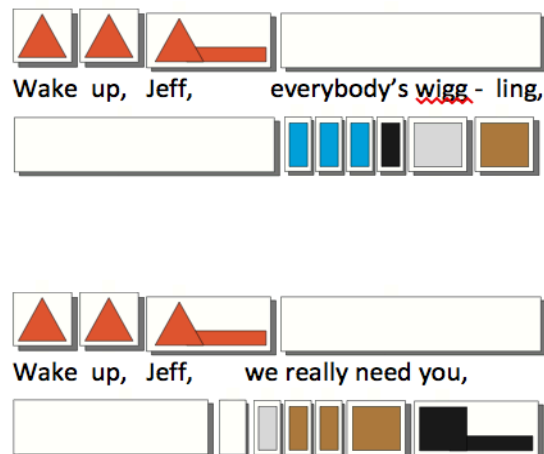 Wake up, Jeff, everybody's wigg - ling,
Wake up, Jeff, we really need you,